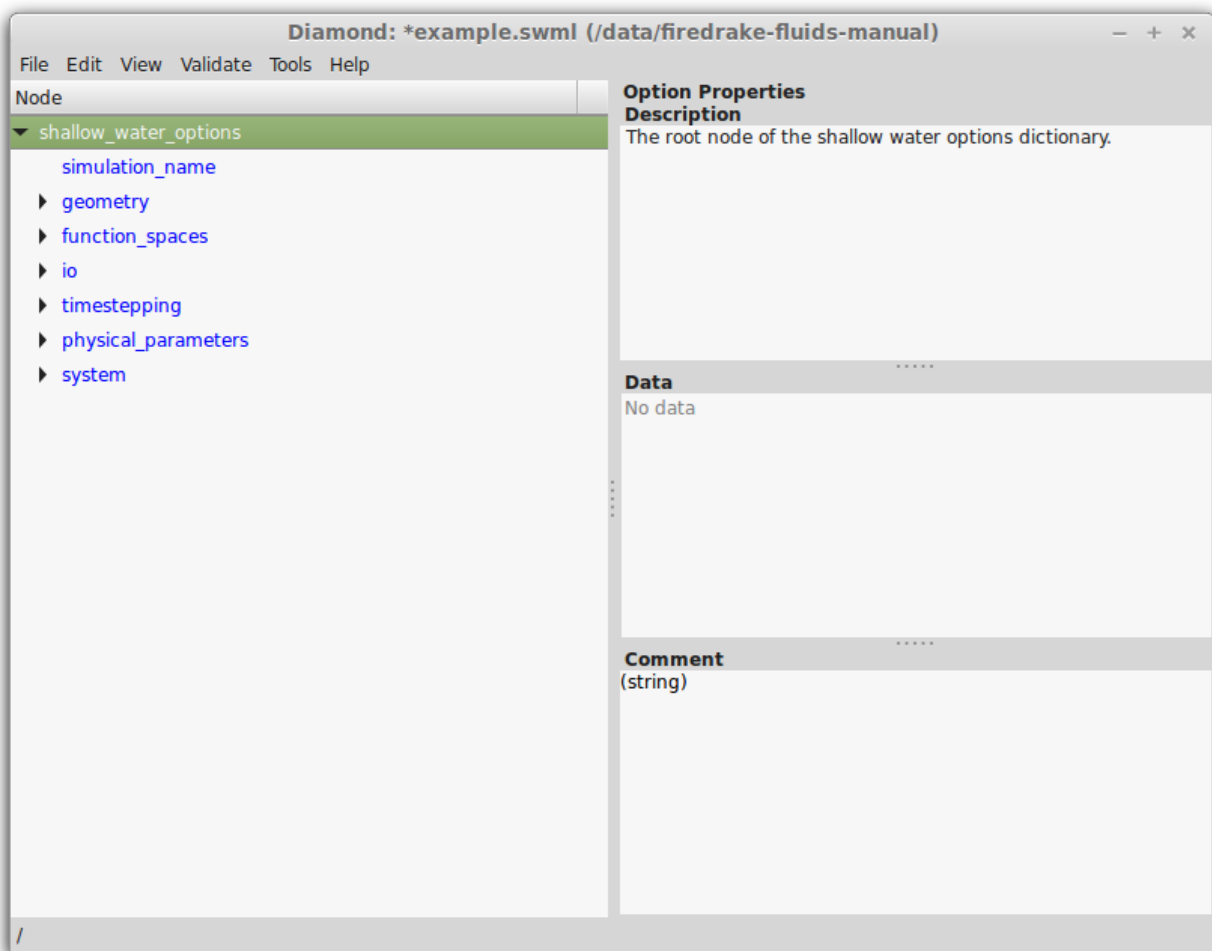 Diamond: *example.swml (/data/firedrake-fluids-manual)
File Edit View Validate Tools Help
Node
shallow_water_options
simulation_name
geometry
function_spaces
io
timestepping
physical_parameters
system
Option Properties
Description
The root node of the shallow water options dictionary.
Data
No data
Comment
(string)
/